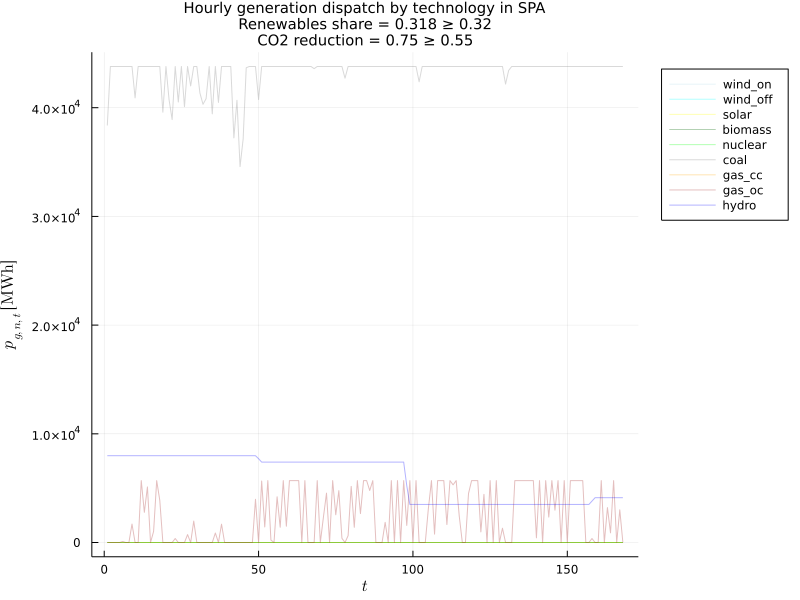 Hourly generation dispatch by technology in SPA
Renewables share = 0.318 ≥ 0.32
CO2 reduction = 0.75 ≥ 0.55
wind_on
wind_off
solar
biomass
nuclear
coal
gas_cc
gas_oc
hydro
4.0×10⁴
3.0×10⁴
2.0×10⁴
1.0×10⁴
0
p g, n, t [MWh]
0 50 100 150
t